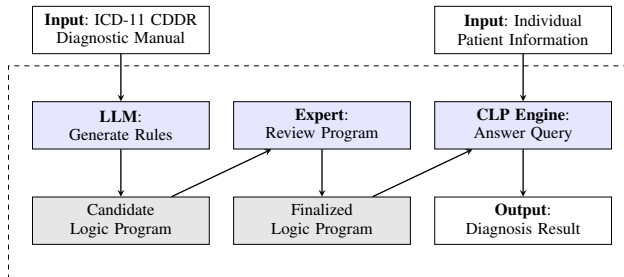 Input: ICD-11 CDDR
Diagnostic Manual
Input: Individual
Patient Information
LLM:
Generate Rules
Expert:
Review Program
CLP Engine:
Answer Query
Candidate
Logic Program
Finalized
Logic Program
Output:
Diagnosis Result